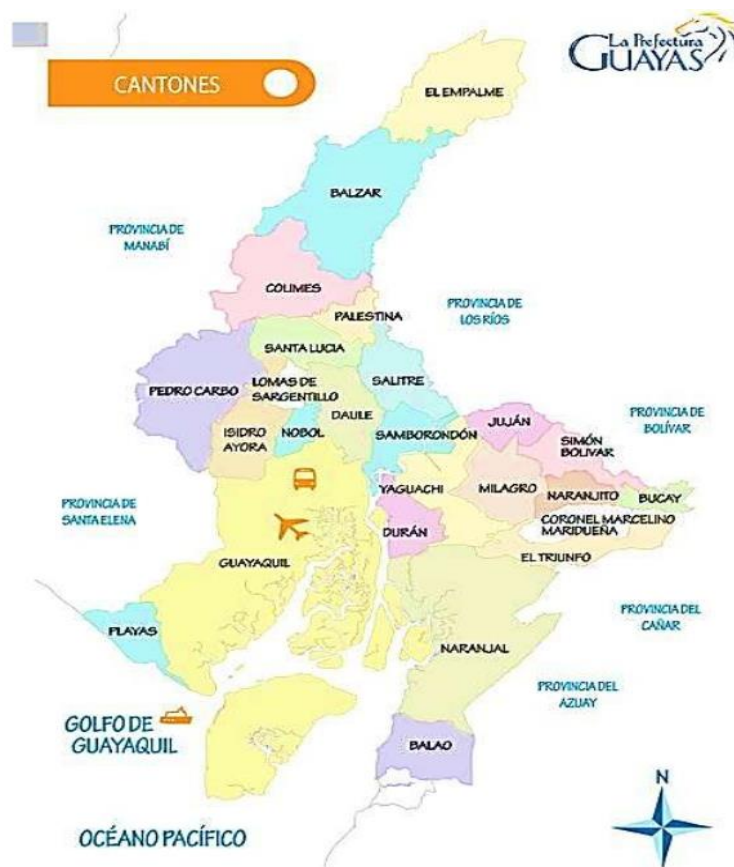 La Prefectura
GUAYAS
CANTONES
EL EMPALME
BALZAR
PROVINCIA DE
MANABÍ
COLIMES
PROVINCIA DE
LOS RÍOS
PALESTINA
SANTA LUCIA
PEDRO CARBO
LOMAS DE
SARGENTILLO
SALITRE
DAULE
ISIDRO
AYORA
NOBOL
SAMBORONDÓN
JUJÁN
PROVINCIA DE
BOLÍVAR
SIMÓN
BOLIVAR
YAGUACHI
MILAGRO
NARANJITO
BUCAY
PROVINCIA DE
SANTA ELENA
DURÁN
CORONEL MARCELINO
MARIDUEÑA
EL TRIUNFO
GUAYAQUIL
PLAYAS
PROVINCIA DEL
CAÑAR
NARANJAL
PROVINCIA DEL
AZUAY
GOLFO DE
GUAYAQUIL
BALAO
N
OCÉANO PACÍFICO